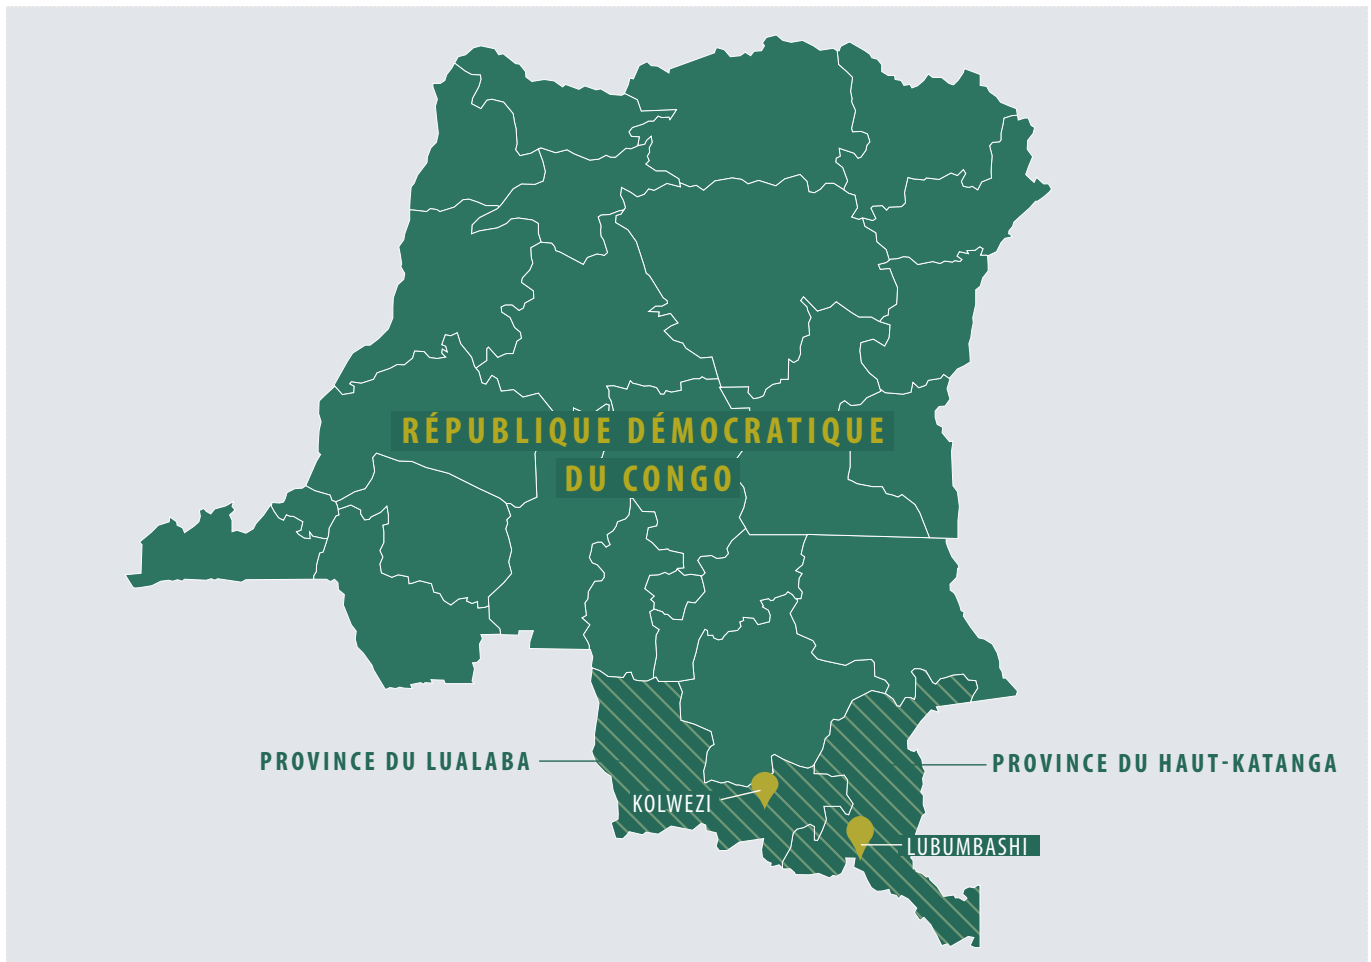 RÉPUBLIQUE DÉMOCRATIQUE
DU CONGO
PROVINCE DU LUALABA
PROVINCE DU HAUT-KATANGA
KOLWEZI
LUBUMBASHI